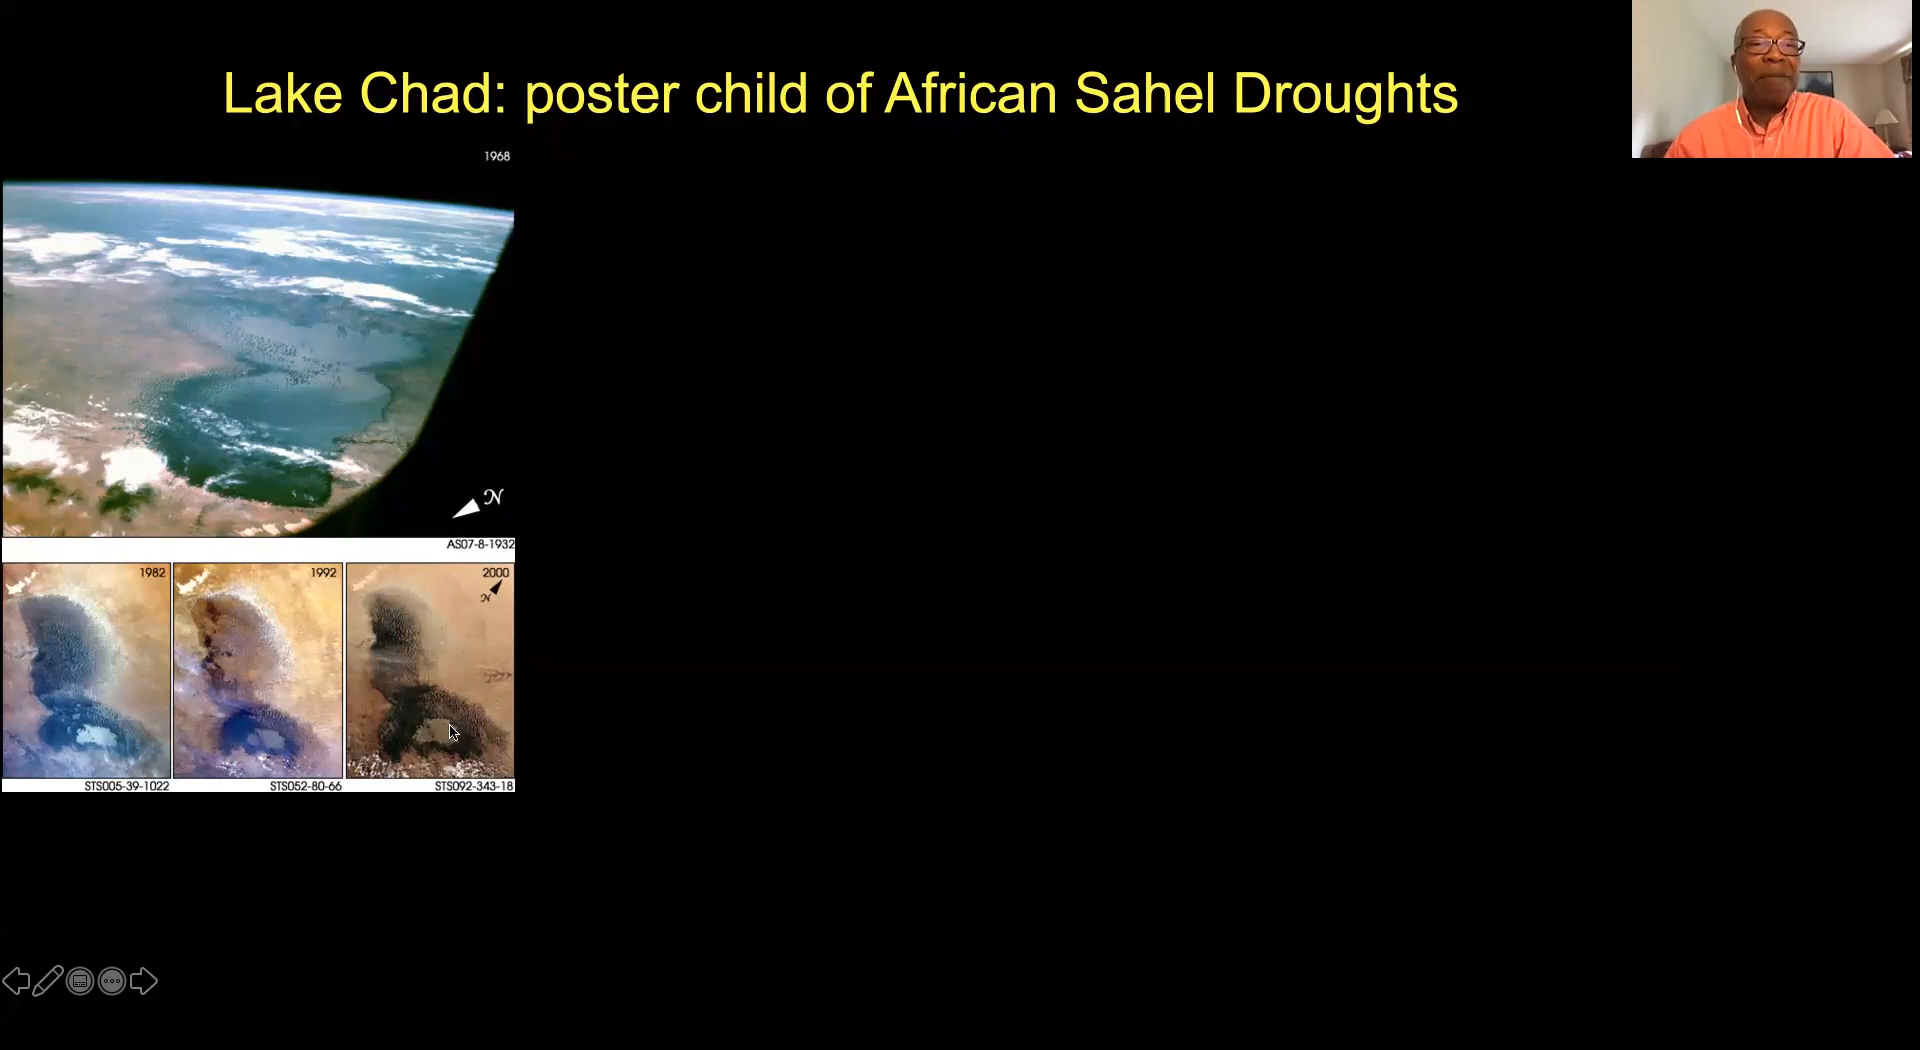 Lake Chad: poster child of African Sahel Droughts
1968
N
AS07-8-1932
1982
1992
2000
N
STS005-39-1022
STS052-80-66
STS092-343-18